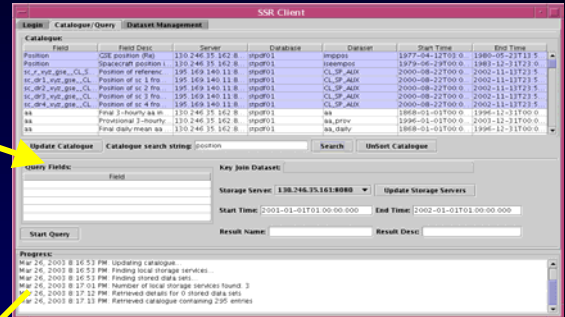 SSR Client
Login Catalogue/Query Dataset Management
Catalogue:
Field Field Desc Server Database Dataset Start Time End Time
Position GSE position (Re) 130.246.35.162:8 stpdf01 imppos 1977-04-12T03:0 1980-05-23T13:5
Position Spacecraft position 130.246.35.162:8 stpdf01 iseempos 1979-06-29T00:0 1983-12-31T23:0
sc_r_xyz_gse__CL_S Position of referenc 195.169.140.11:8 stpdf01 CL_SP_AUX 2000-08-22T00:0 2002-11-13T23:5
sc_dr1_xyz_gse__CL Position of sc 1 fro 195.169.140.11:8 stpdf01 CL_SP_AUX 2000-08-22T00:0 2002-11-13T23:5
sc_dr2_xyz_gse__CL Position of sc 2 fro 195.169.140.11:8 stpdf01 CL_SP_AUX 2000-08-22T00:0 2002-11-13T23:5
sc_dr3_xyz_gse__CL Position of sc 3 fro 195.169.140.11:8 stpdf01 CL_SP_AUX 2000-08-22T00:0 2002-11-13T23:5
sc_dr4_xyz_gse__CL Position of sc 4 fro 195.169.140.11:8 stpdf01 CL_SP_AUX 2000-08-22T00:0 2002-11-13T23:5
aa Final 3-hourly aa in 130.246.35.162:8 stpdf01 aa 1868-01-01T00:0 1996-12-31T00:0
aa Provisional 3-hourly 130.246.35.162:8 stpdf01 aa_prov 1996-01-01T00:0 2003-01-01T00:0
aa Final daily mean aa 130.246.35.162:8 stpdf01 aa_daily 1868-01-01T00:0 1996-12-31T00:0
Update Catalogue Catalogue search string: position Search UnSort Catalogue
Query Fields: Key Join Dataset:
Field
Storage Server: 130.246.35.161:8080 Update Storage Servers
Start Time: 2001-01-01T01:00:00.000 End Time: 2002-01-01T01:00:00.000
Start Query Result Name: Result Desc:
Progress:
Mar 26, 2003 8:16:53 PM: Updating catalogue...
Mar 26, 2003 8:16:53 PM: Finding local storage services...
Mar 26, 2003 8:16:53 PM: Finding stored data sets...
Mar 26, 2003 8:17:01 PM: Number of local storage services found: 3
Mar 26, 2003 8:17:12 PM: Retrieved details for 0 stored data sets
Mar 26, 2003 8:17:13 PM: Retrieved catalogue containing 295 entries